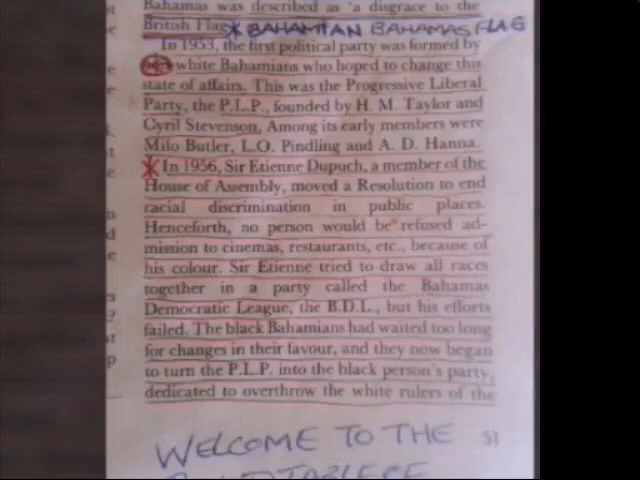 Bahamas was described as 'a disgrace to the
British Flag' * BAHAMIAN BAHAMAS FLAG
In 1953, the first political party was formed by
white Bahamians who hoped to change this
state of affairs. This was the Progressive Liberal
Party, the P.L.P., founded by H. M. Taylor and
Cyril Stevenson, Among its early members were
Milo Butler, L.O. Pindling and A. D. Hanna.
* In 1956, Sir Etienne Dupuch, a member of the
House of Assembly, moved a Resolution to end
racial discrimination in public places.
Henceforth, no person would be refused ad-
mission to cinemas, restaurants, etc., because of
his colour. Sir Etienne tried to draw all races
together in a party called the Bahamas
Democratic League, the B.D.L., but his efforts
failed. The black Bahamians had waited too long
for changes in their favour, and they now began
to turn the P.L.P. into the black person's party,
dedicated to overthrow the white rulers of the
WELCOME TO THE
51